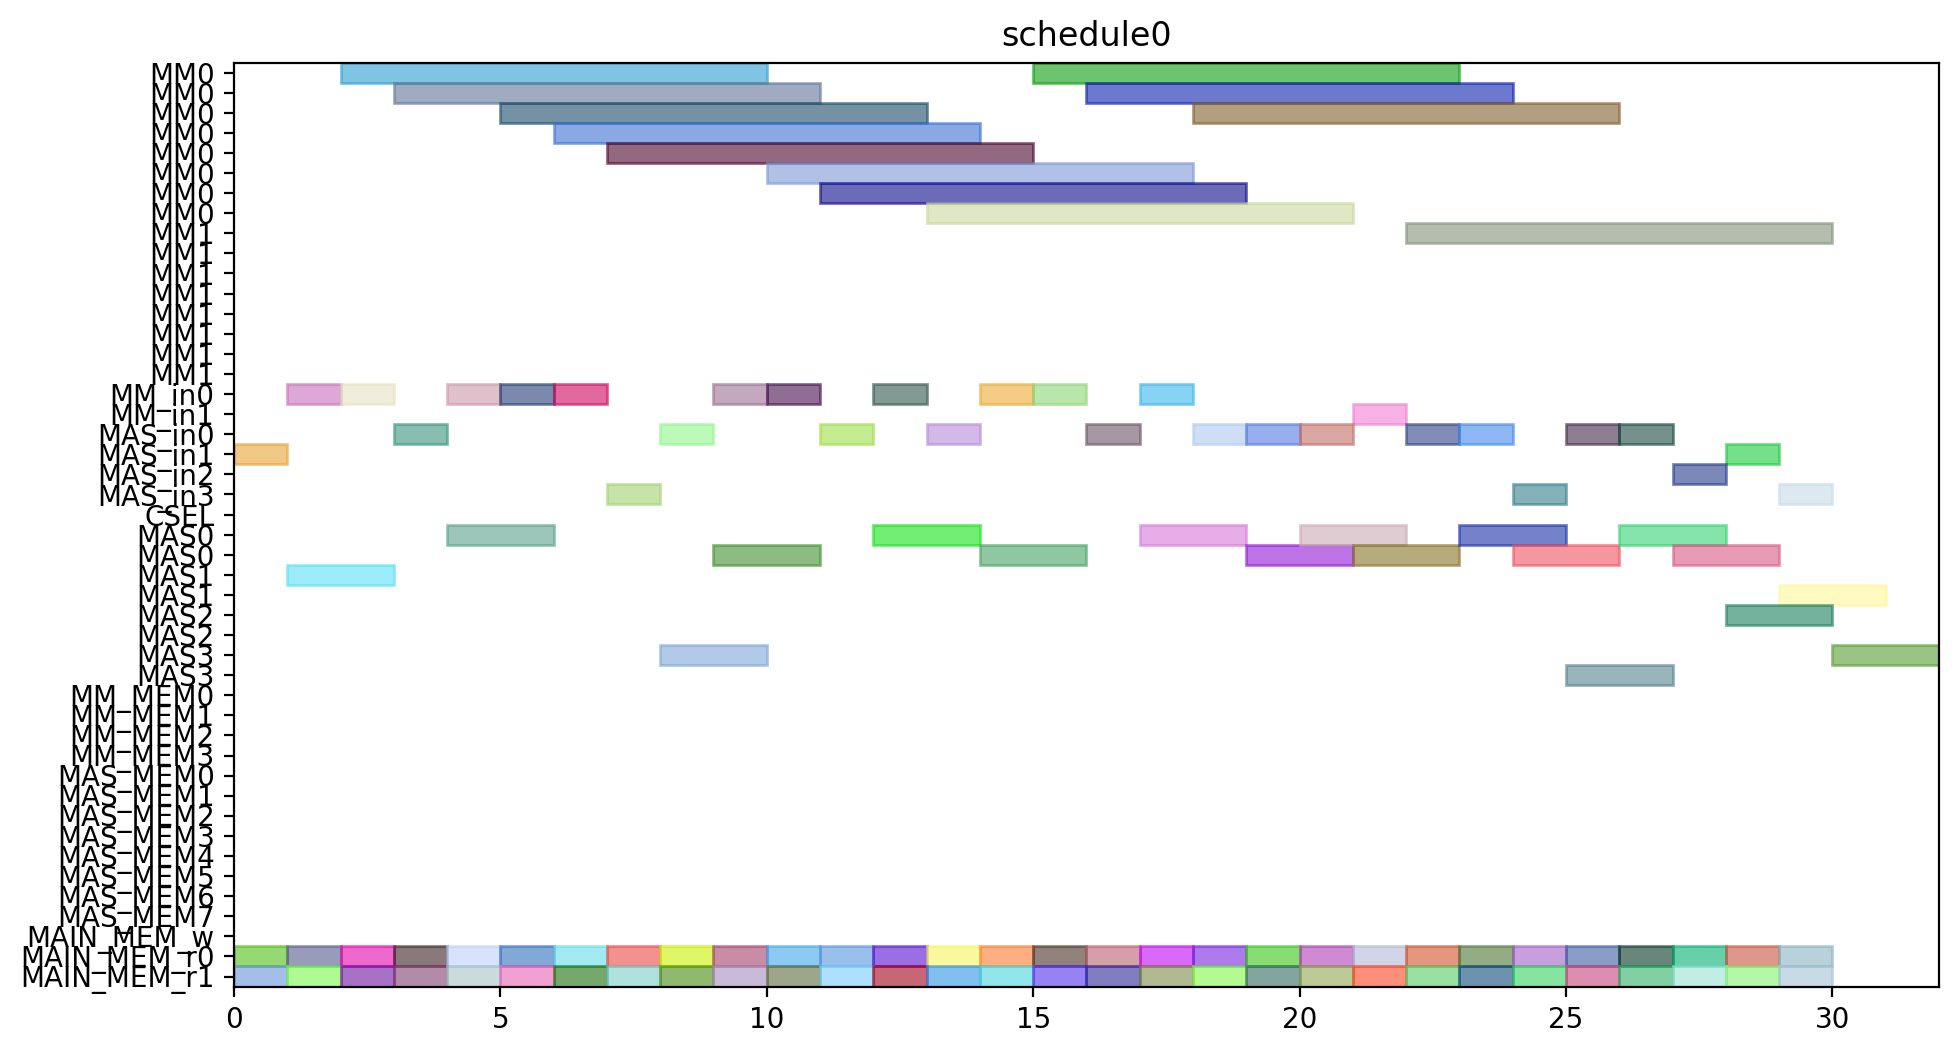 schedule0
MM0
MM0
MM0
MM0
MM0
MM0
MM0
MM0
MM1
MM1
MM1
MM1
MM1
MM1
MM1
MM1
MM_in0
MM_in1
MAS_in0
MAS_in1
MAS_in2
MAS_in3
CSEL
MAS0
MAS0
MAS1
MAS1
MAS2
MAS2
MAS3
MAS3
MM_MEM0
MM_MEM1
MM_MEM2
MM_MEM3
MAS_MEM0
MAS_MEM1
MAS_MEM2
MAS_MEM3
MAS_MEM4
MAS_MEM5
MAS_MEM6
MAS_MEM7
MAIN_MEM_w
MAIN_MEM_r0
MAIN_MEM_r1
0 5 10 15 20 25 30